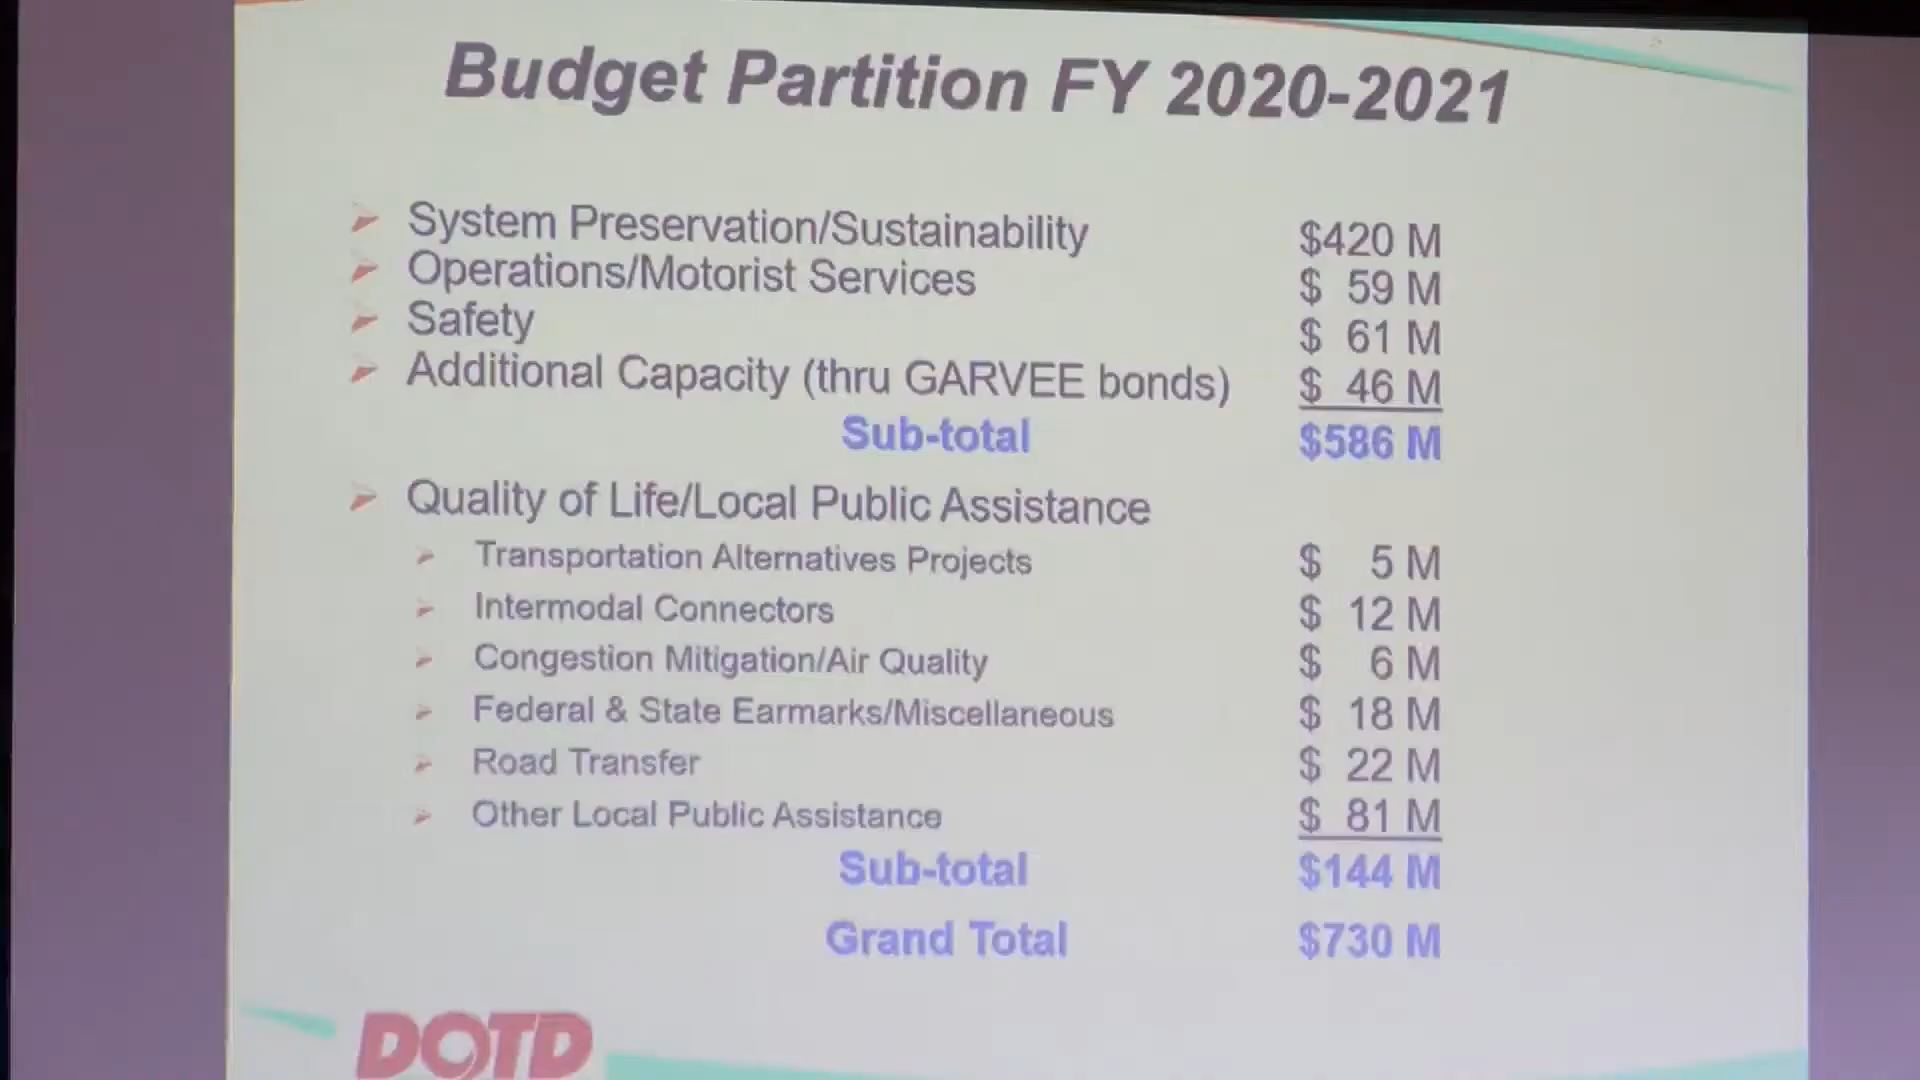 Budget Partition FY 2020-2021
System Preservation/Sustainability $420 M
Operations/Motorist Services $ 59 M
Safety $ 61 M
Additional Capacity (thru GARVEE bonds) $ 46 M
Sub-total $586 M
Quality of Life/Local Public Assistance
Transportation Alternatives Projects $ 5 M
Intermodal Connectors $ 12 M
Congestion Mitigation/Air Quality $ 6 M
Federal & State Earmarks/Miscellaneous $ 18 M
Road Transfer $ 22 M
Other Local Public Assistance $ 81 M
Sub-total $144 M
Grand Total $730 M
DOTD